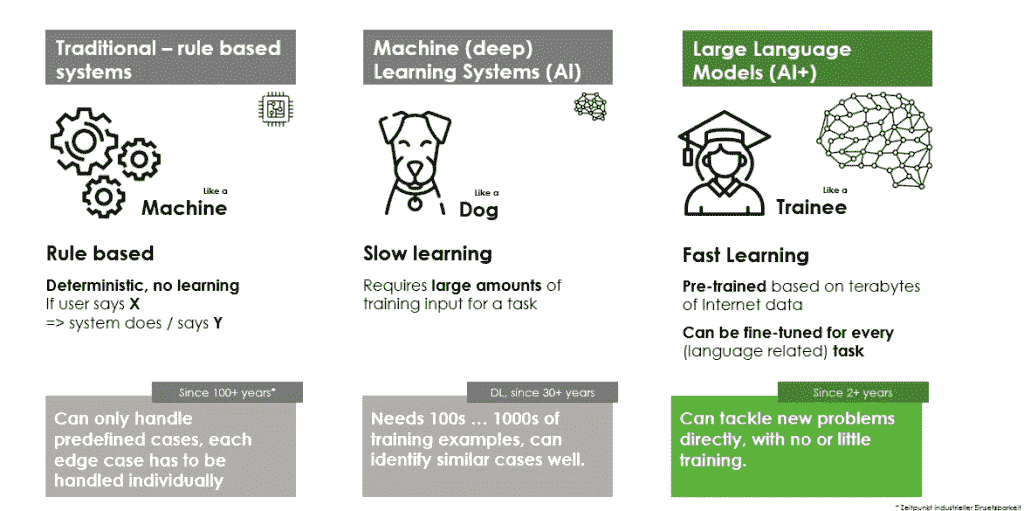 Traditional – rule based
systems
Like a
Machine
Rule based
Deterministic, no learning
If user says X
=> system does / says Y
Since 100+ years*
Can only handle
predefined cases, each
edge case has to be
handled individually
Machine (deep)
Learning Systems (AI)
Like a
Dog
Slow learning
Requires large amounts of
training input for a task
DL, since 30+ years
Needs 100s ... 1000s of
training examples, can
identify similar cases well.
Large Language
Models (AI+)
Like a
Trainee
Fast Learning
Pre-trained based on terabytes
of Internet data
Can be fine-tuned for every
(language related) task
Since 2+ years
Can tackle new problems
directly, with no or little
training.
* Zeitpunkt industrieller Einsetzbarkeit